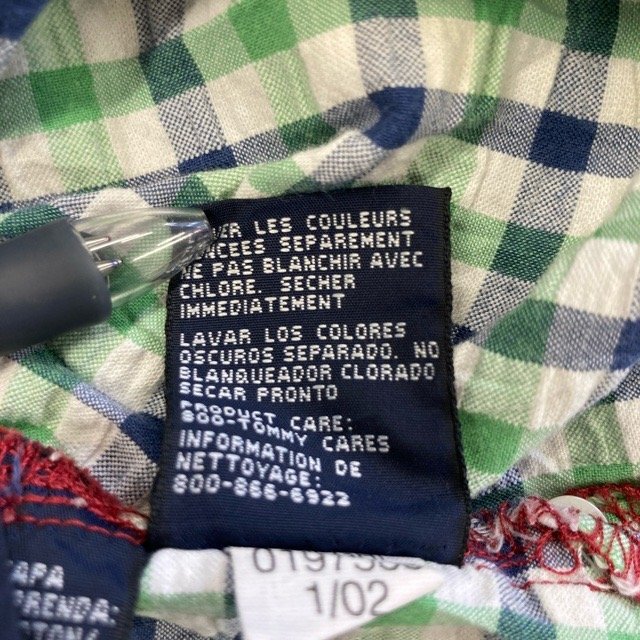 LES COULEURS
SEPAREMENT
NE PAS BLANCHIR AVEC
CHLORE. SECHER
IMMEDIATEMENT
LAVAR LOS COLORES
OSCUROS SEPARADO. NO
BLANQUEADOR CLORADO
SECAR PRONTO
PRODUCT CARE:
800-TOMMY CARES
INFORMATION DE
NETTOYAGE:
800-866-6922
1/02